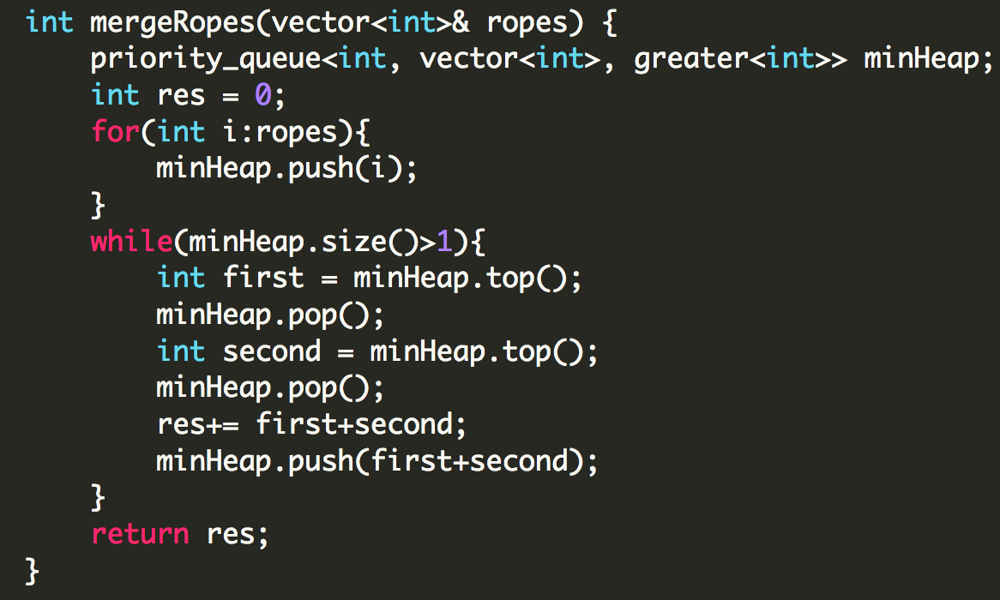 int mergeRopes(vector<int>& ropes) {
    priority_queue<int, vector<int>, greater<int>> minHeap;
    int res = 0;
    for(int i:ropes){
        minHeap.push(i);
    }
    while(minHeap.size()>1){
        int first = minHeap.top();
        minHeap.pop();
        int second = minHeap.top();
        minHeap.pop();
        res+= first+second;
        minHeap.push(first+second);
    }
    return res;
}